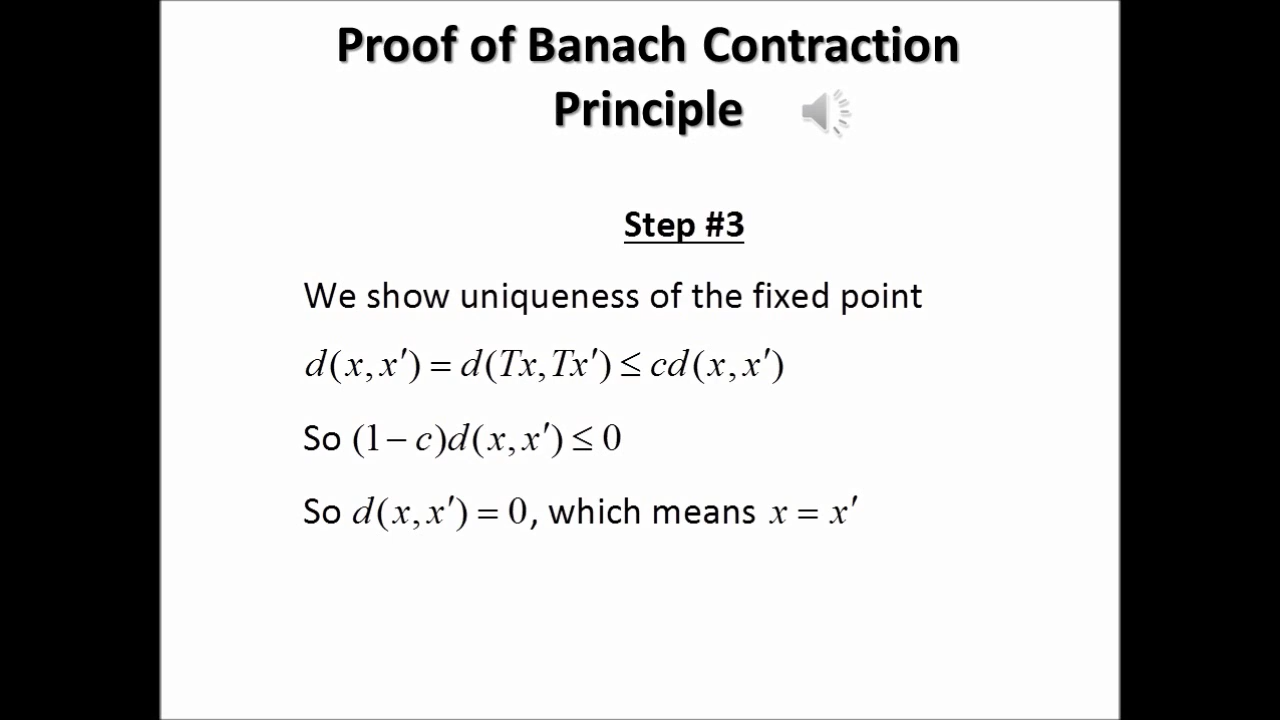 Proof of Banach Contraction
Principle
Step #3
We show uniqueness of the fixed point
d(x, x′) = d(Tx, Tx′) ≤ cd(x, x′)
So (1 − c)d(x, x′) ≤ 0
So d(x, x′) = 0, which means x = x′